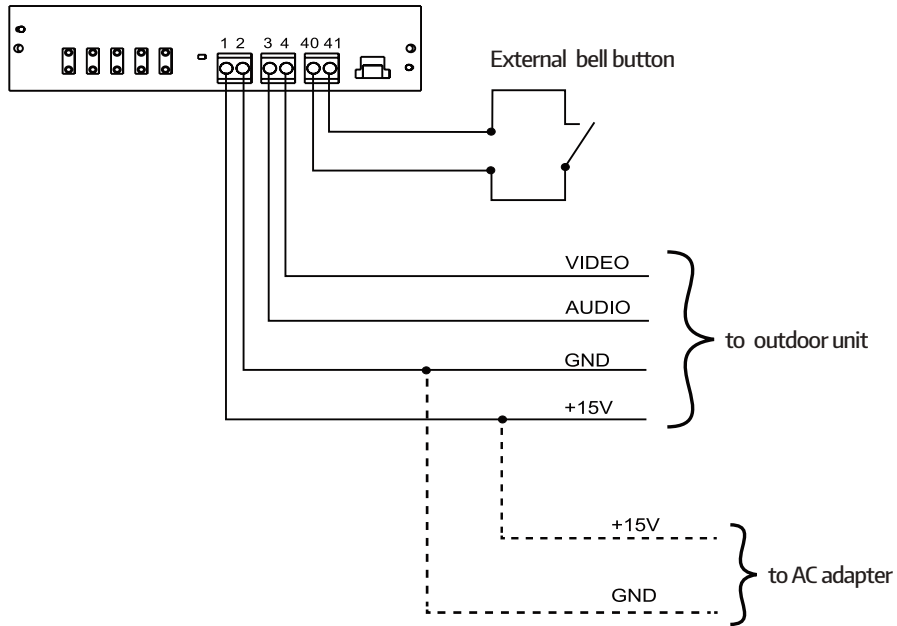 1 2 3 4 40 41
External bell button
VIDEO
AUDIO
to outdoor unit
GND
+15V
+15V
to AC adapter
GND